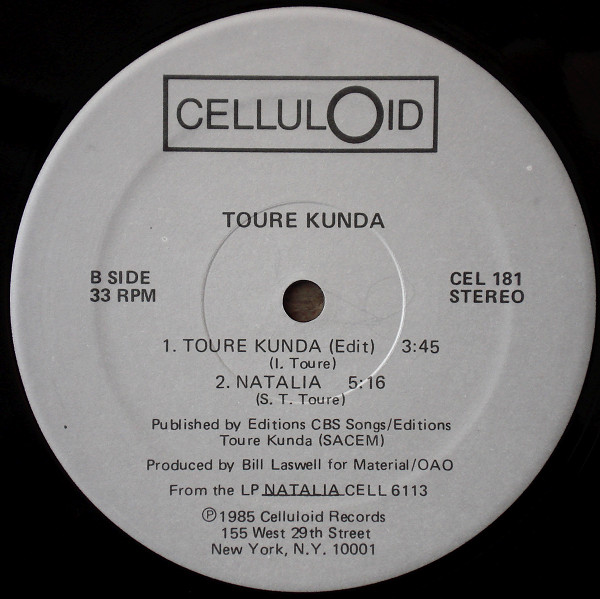 CELLULOID
TOURE KUNDA
B SIDE
33 RPM
CEL 181
STEREO
1. TOURE KUNDA (Edit) 3:45
(I. Toure)
2. NATALIA 5:16
(S. T. Toure)
Published by Editions CBS Songs/Editions
Toure Kunda (SACEM)
Produced by Bill Laswell for Material/OAO
From the LP NATALIA CELL 6113
℗ 1985 Celluloid Records
155 West 29th Street
New York, N.Y. 10001